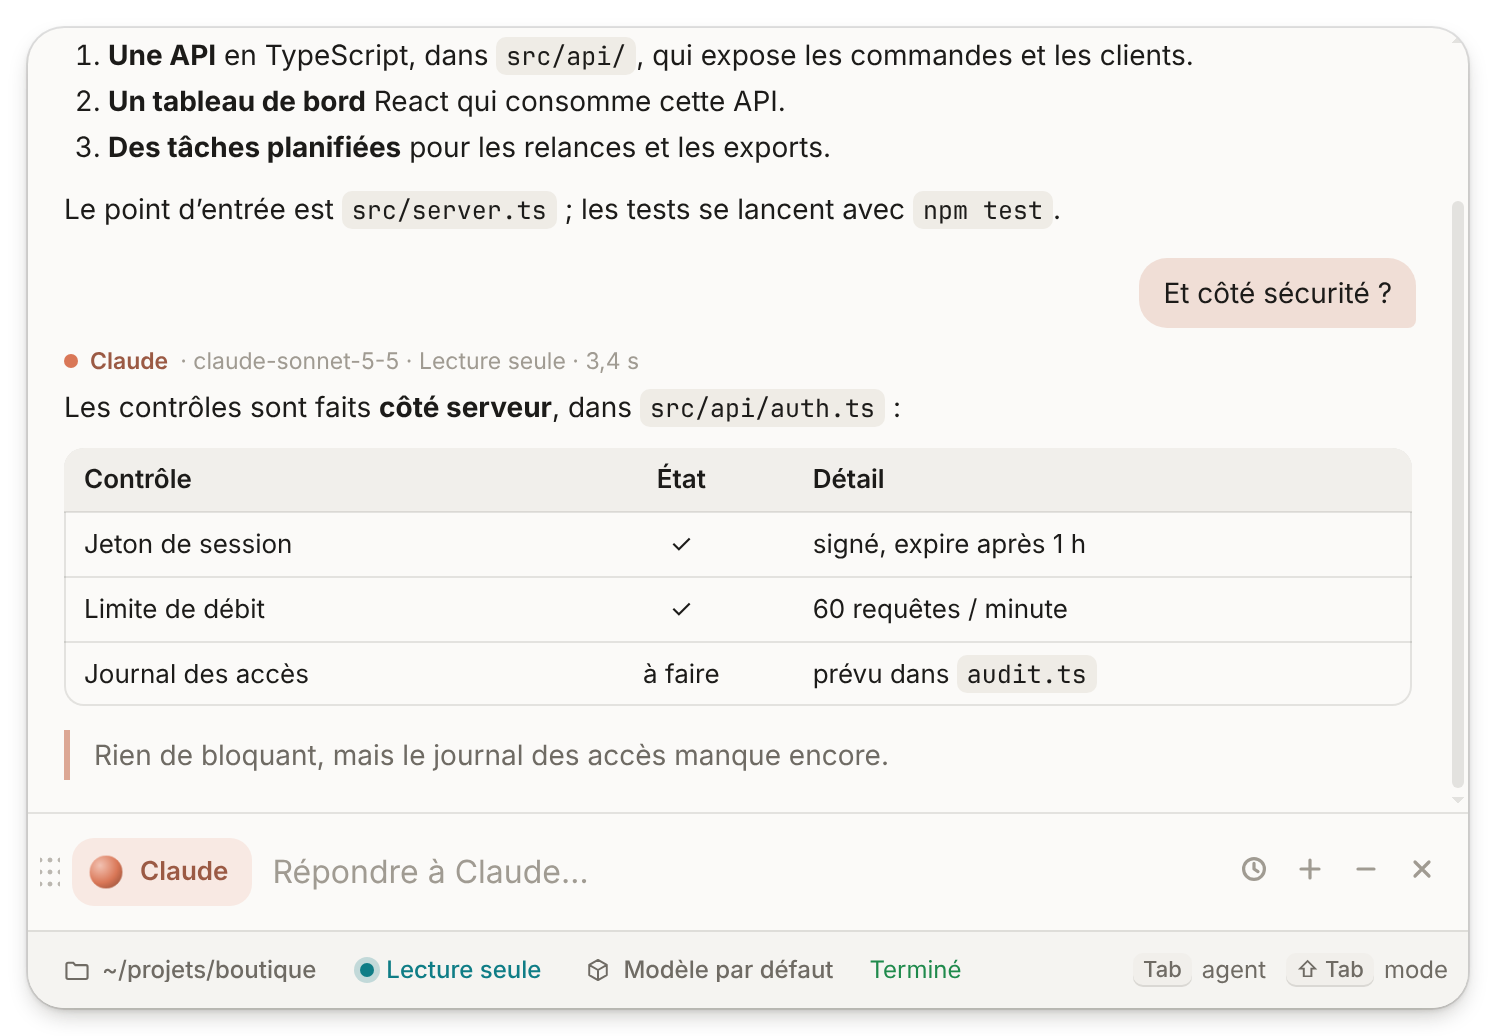 1. Une API en TypeScript, dans src/api/, qui expose les commandes et les clients.
2. Un tableau de bord React qui consomme cette API.
3. Des tâches planifiées pour les relances et les exports.
Le point d’entrée est src/server.ts ; les tests se lancent avec npm test.
Et côté sécurité ?
Claude · claude-sonnet-5-5 · Lecture seule · 3,4 s
Les contrôles sont faits côté serveur, dans src/api/auth.ts :
Contrôle État Détail
Jeton de session ✓ signé, expire après 1 h
Limite de débit ✓ 60 requêtes / minute
Journal des accès à faire prévu dans audit.ts
Rien de bloquant, mais le journal des accès manque encore.
Claude Répondre à Claude...
~/projets/boutique Lecture seule Modèle par défaut Terminé Tab agent ⇧ Tab mode